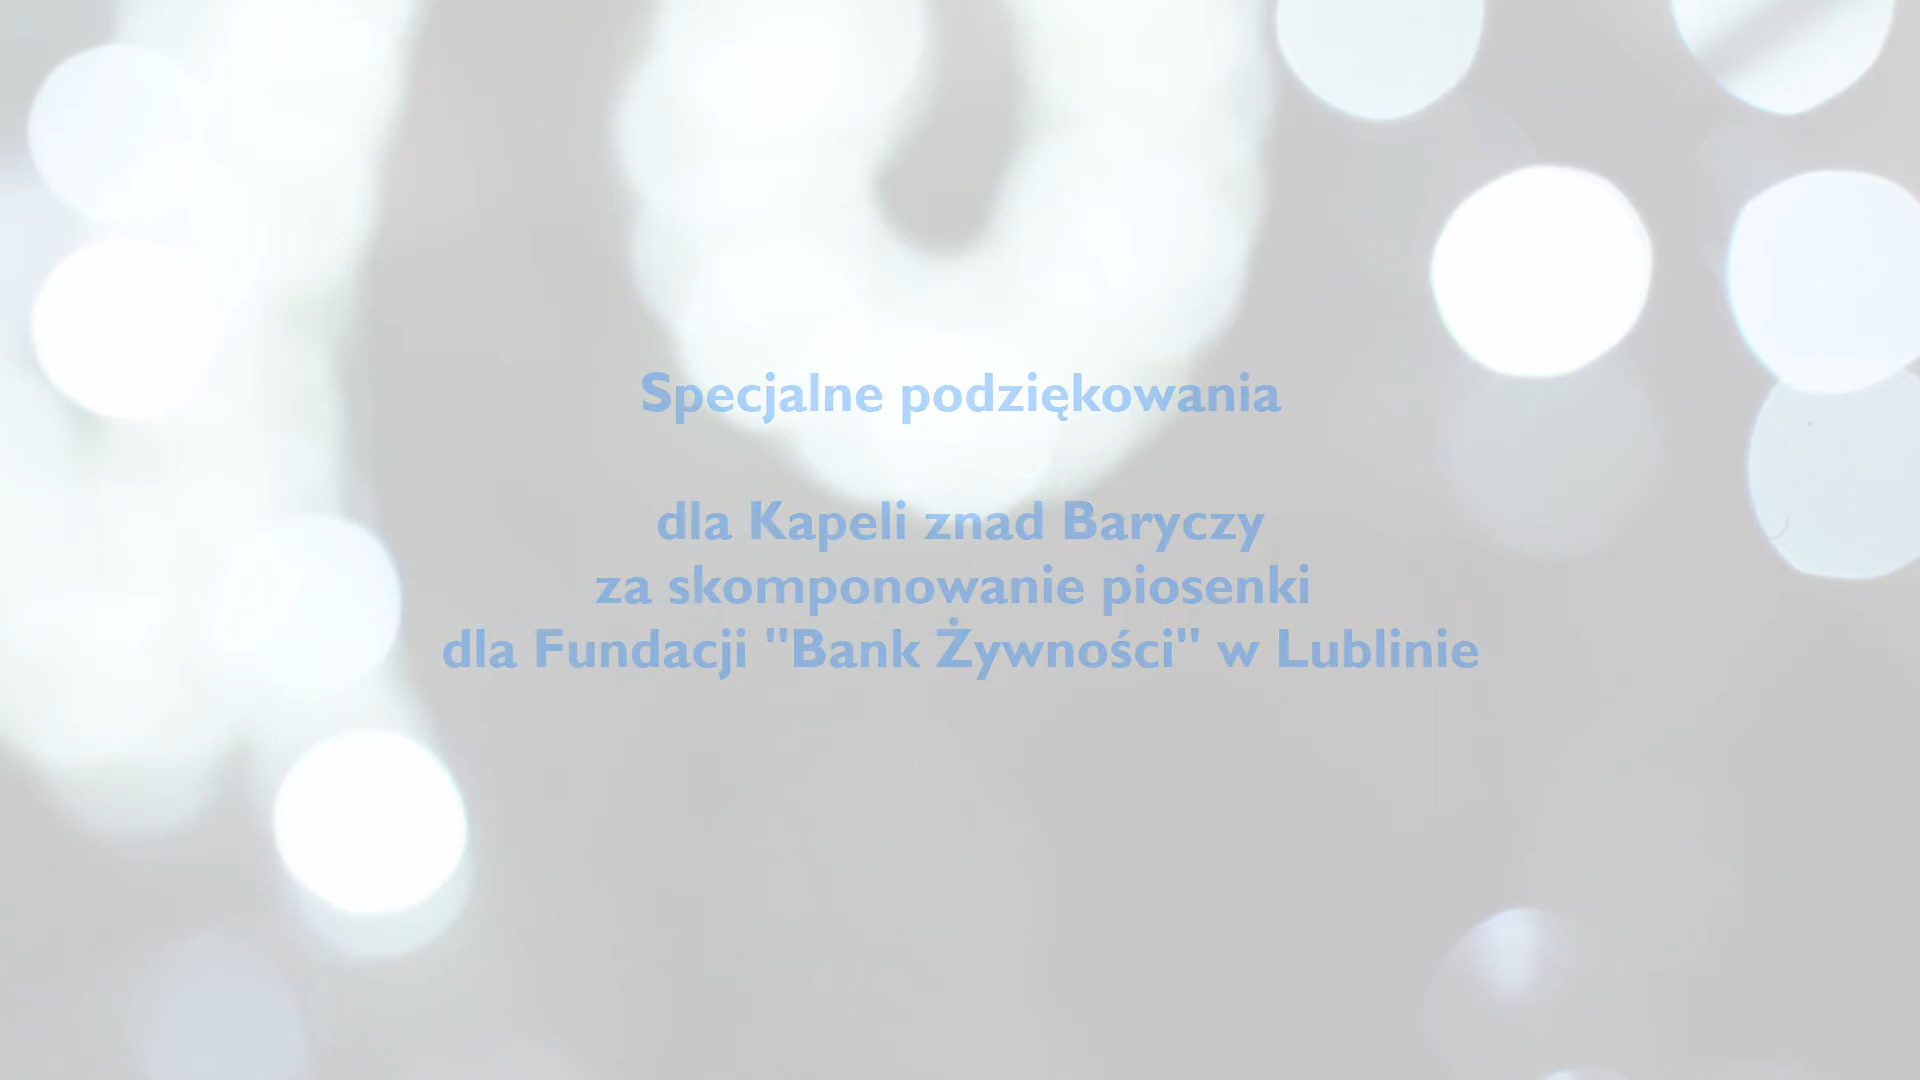 Specjalne podziękowania
dla Kapeli znad Baryczy
za skomponowanie piosenki
dla Fundacji "Bank Żywności" w Lublinie